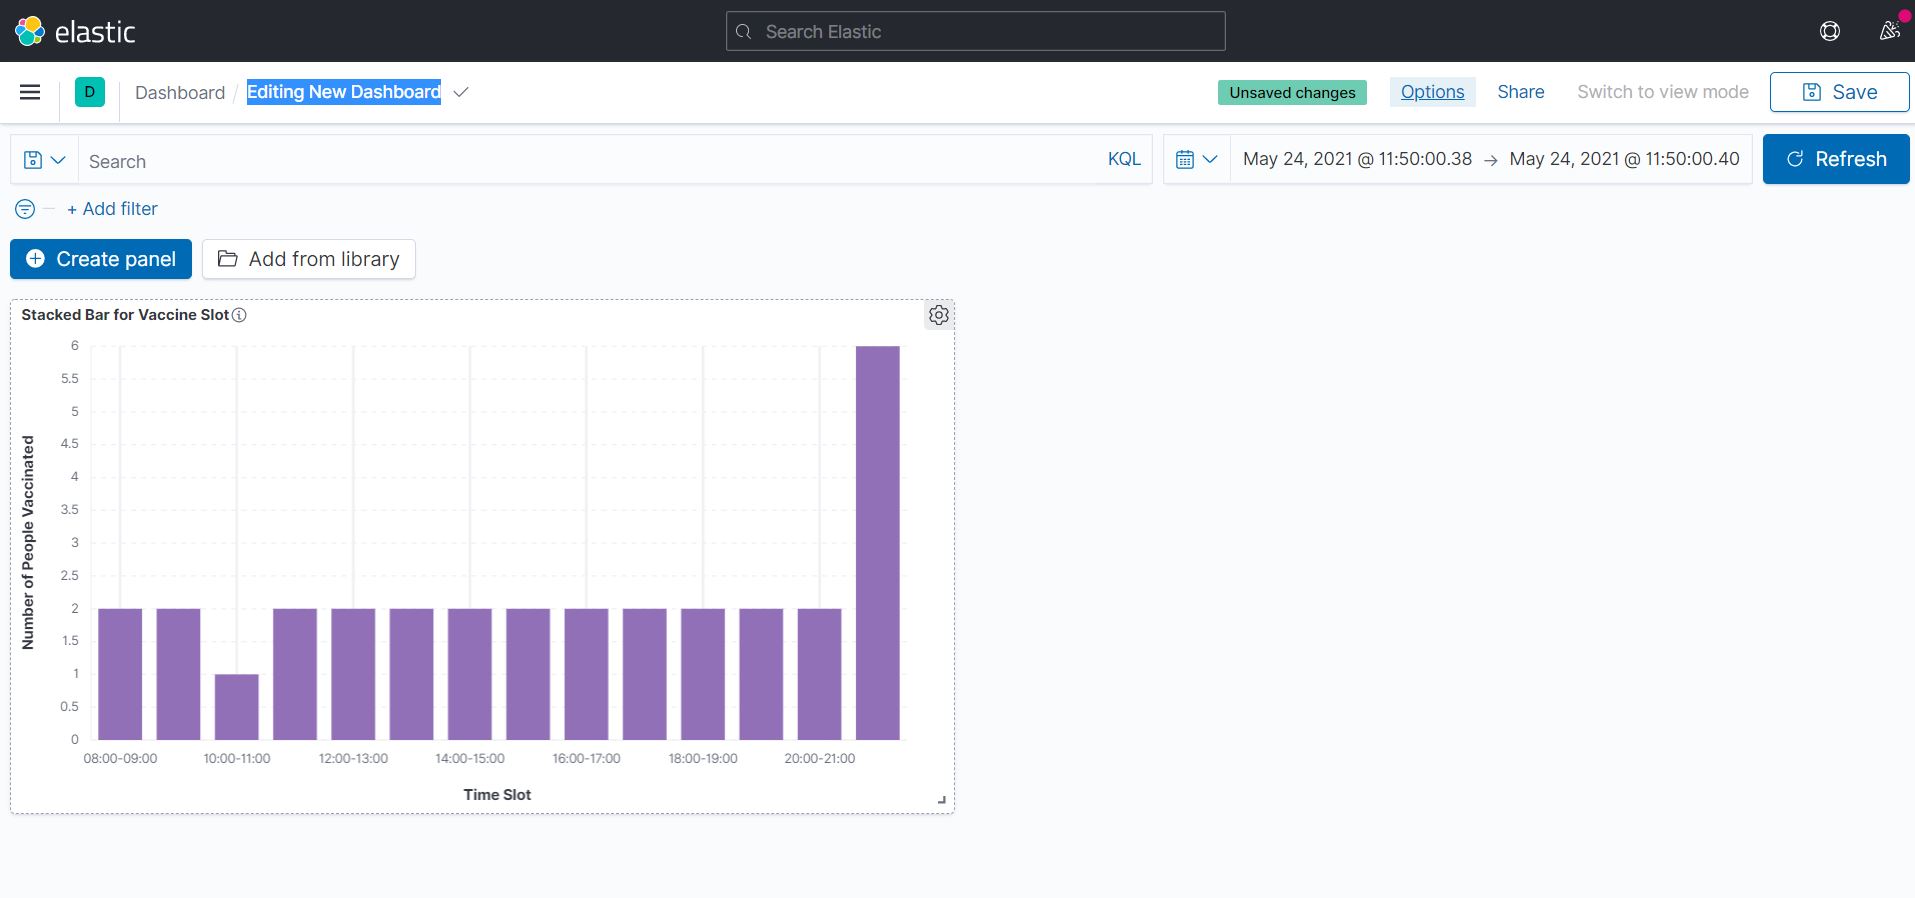 elastic
Search Elastic
D
Dashboard / Editing New Dashboard
Unsaved changes
Options
Share
Switch to view mode
Save
Search
KQL
May 24, 2021 @ 11:50:00.38 → May 24, 2021 @ 11:50:00.40
Refresh
+ Add filter
Create panel
Add from library
Stacked Bar for Vaccine Slot
Number of People Vaccinated
6
5.5
5
4.5
4
3.5
3
2.5
2
1.5
1
0.5
0
08:00-09:00 10:00-11:00 12:00-13:00 14:00-15:00 16:00-17:00 18:00-19:00 20:00-21:00
Time Slot